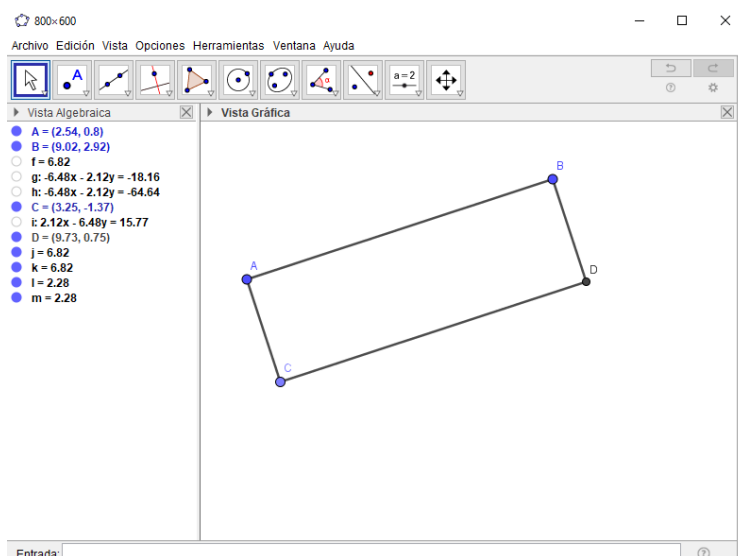 800×600
Archivo Edición Vista Opciones Herramientas Ventana Ayuda
A
α
a=2
Vista Algebraica
Vista Gráfica
A = (2.54, 0.8)
B = (9.02, 2.92)
f = 6.82
g: -6.48x - 2.12y = -18.16
h: -6.48x - 2.12y = -64.64
C = (3.25, -1.37)
i: 2.12x - 6.48y = 15.77
D = (9.73, 0.75)
j = 6.82
k = 6.82
l = 2.28
m = 2.28
B
A
D
C
Entrada: